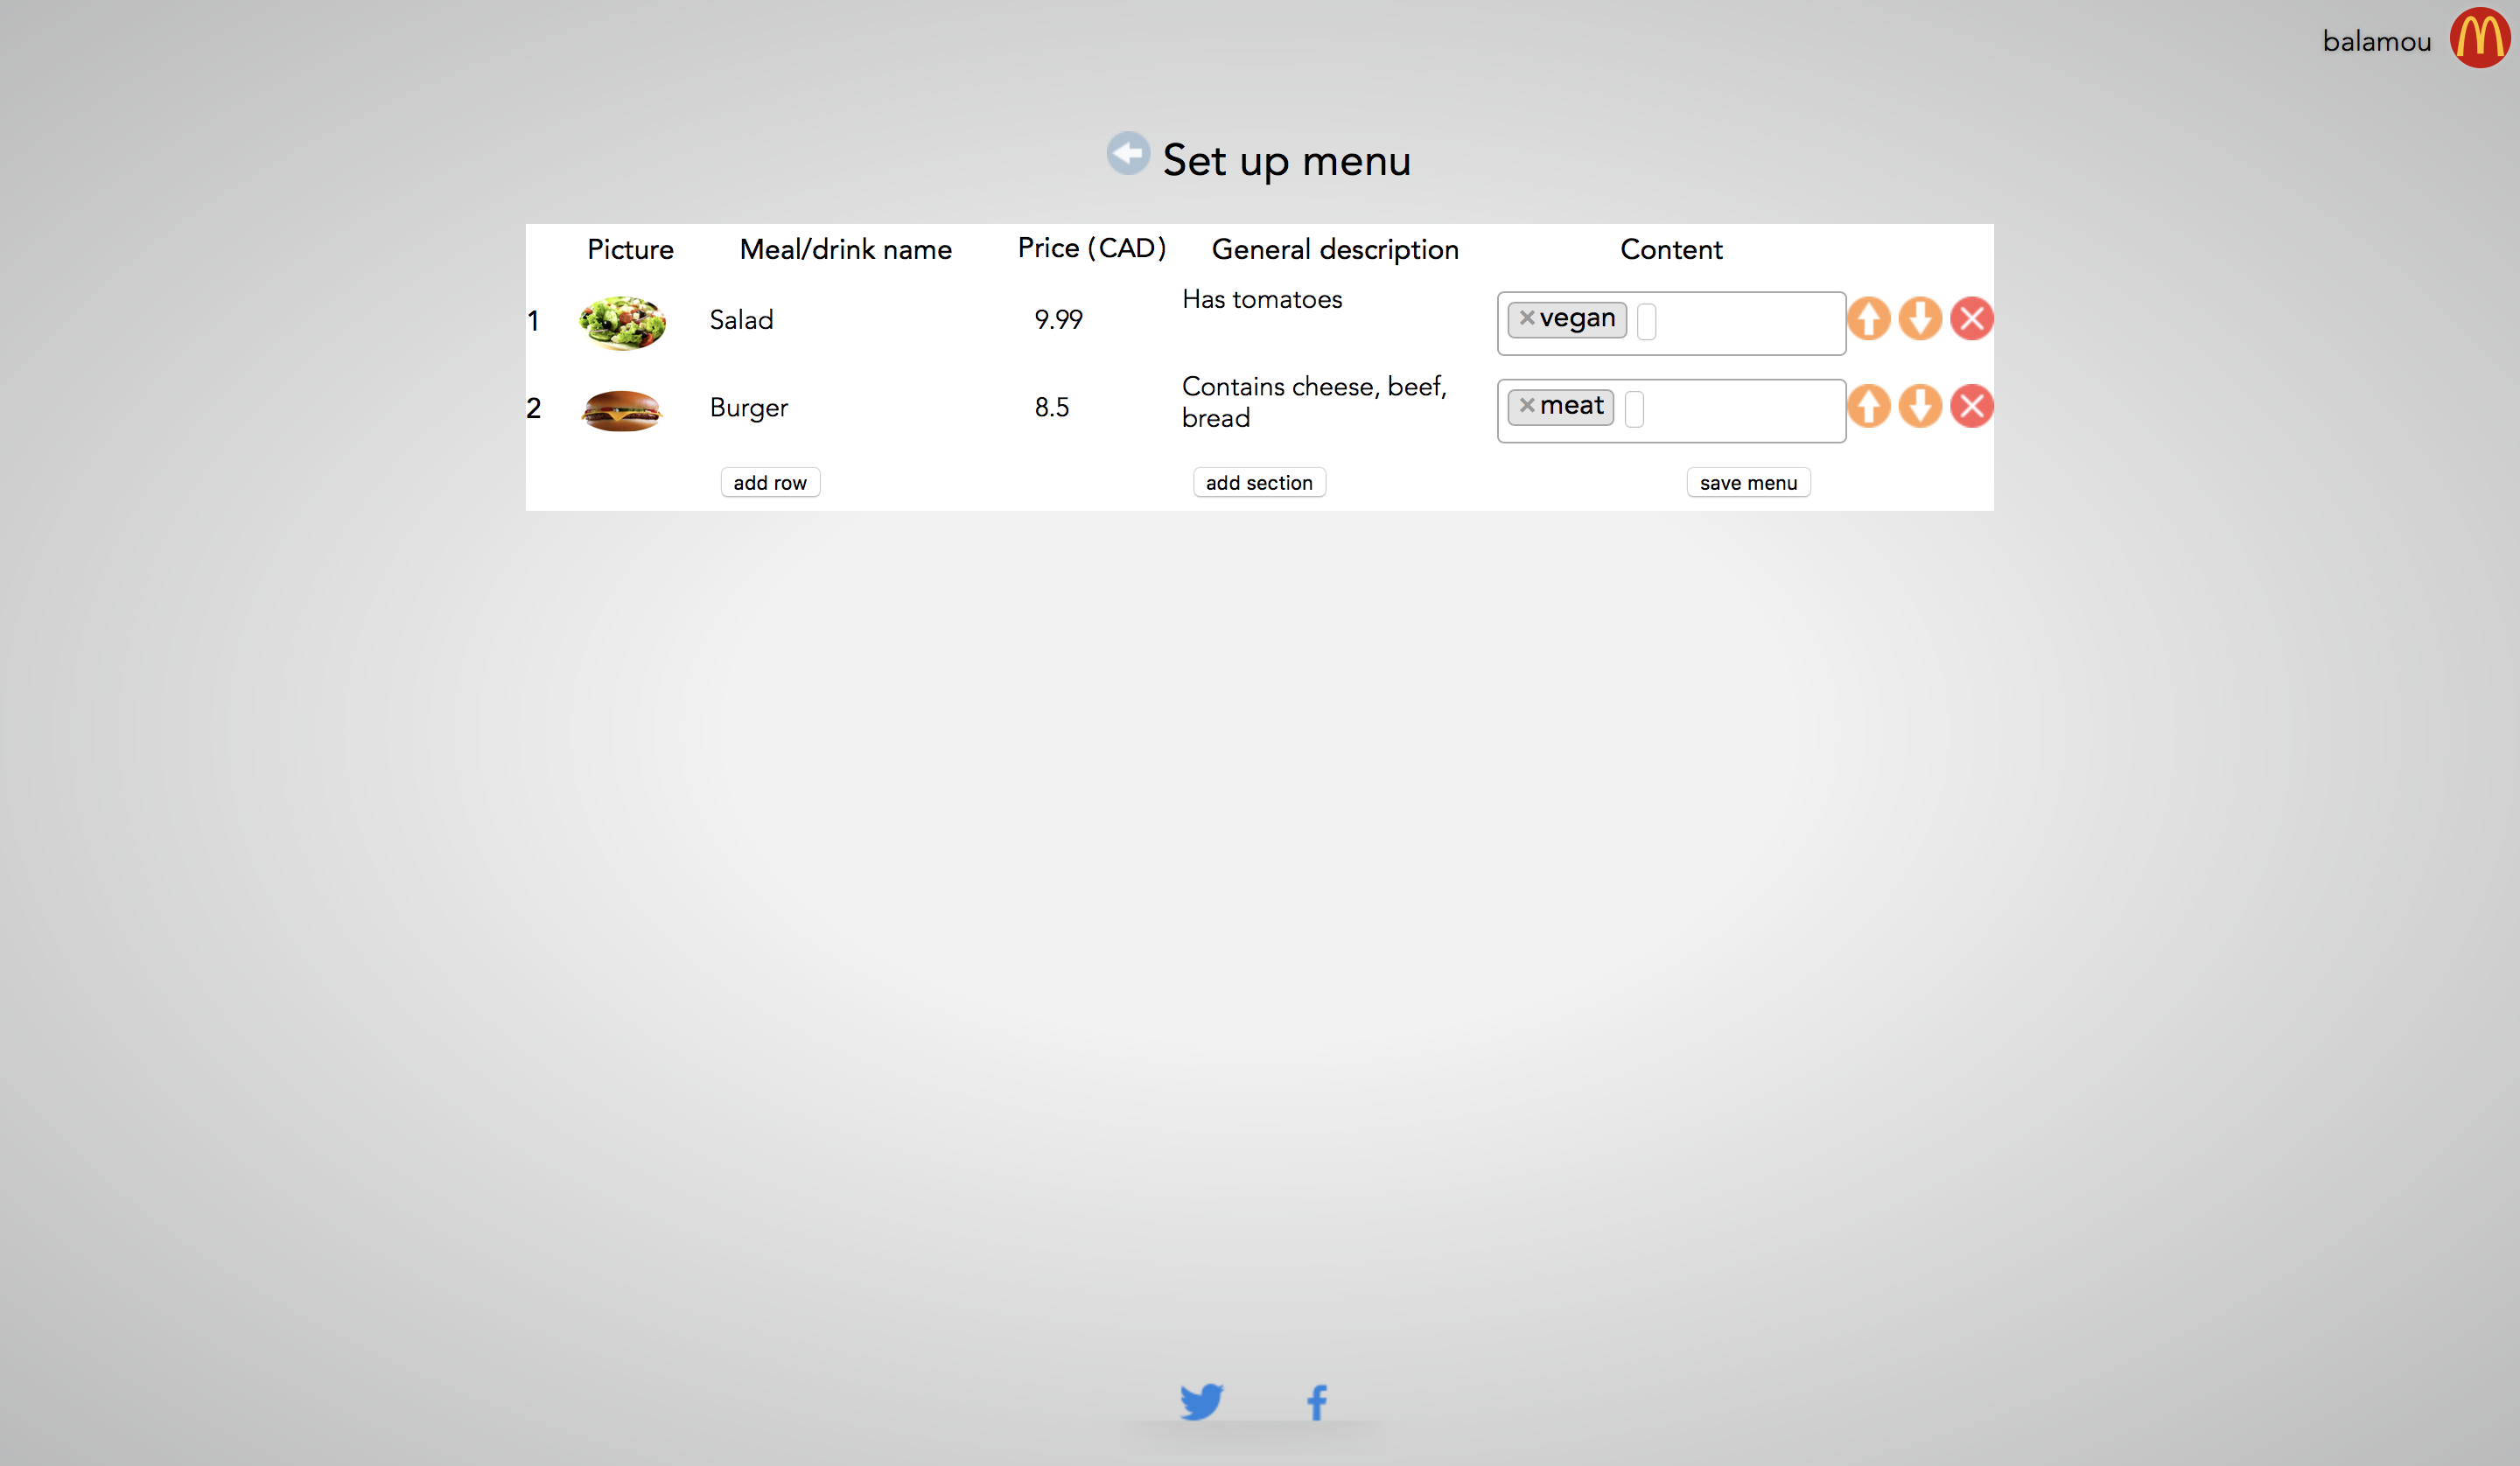 balamou
Set up menu
Picture Meal/drink name Price (CAD) General description Content
1 Salad 9.99 Has tomatoes ×vegan
2 Burger 8.5 Contains cheese, beef, ×meat
bread
add row add section save menu